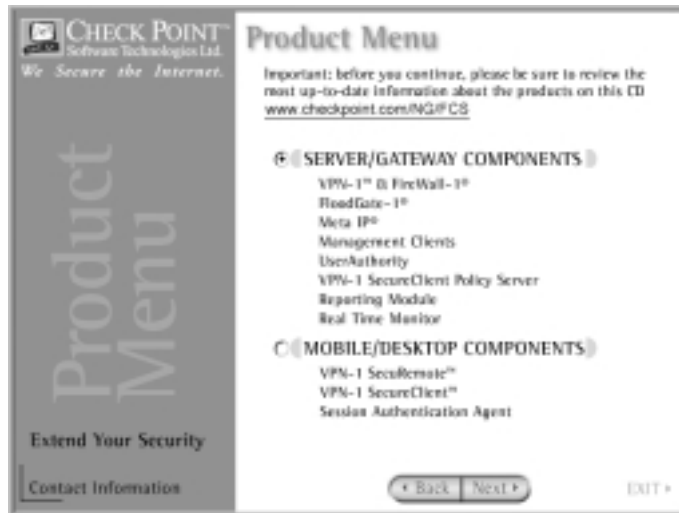 CHECK POINT™
Software Technologies Ltd.
We Secure the Internet.
Product Menu
Important: before you continue, please be sure to review the
most up-to-date information about the products on this CD
www.checkpoint.com/NG/FCS
SERVER/GATEWAY COMPONENTS
VPN-1™ & FireWall-1®
FloodGate-1®
Meta IP®
Management Clients
UserAuthority
VPN-1 SecureClient Policy Server
Reporting Module
Real Time Monitor
MOBILE/DESKTOP COMPONENTS
VPN-1 SecuRemote™
VPN-1 SecureClient™
Session Authentication Agent
Product
Menu
Extend Your Security
Contact Information
Back
Next
EXIT